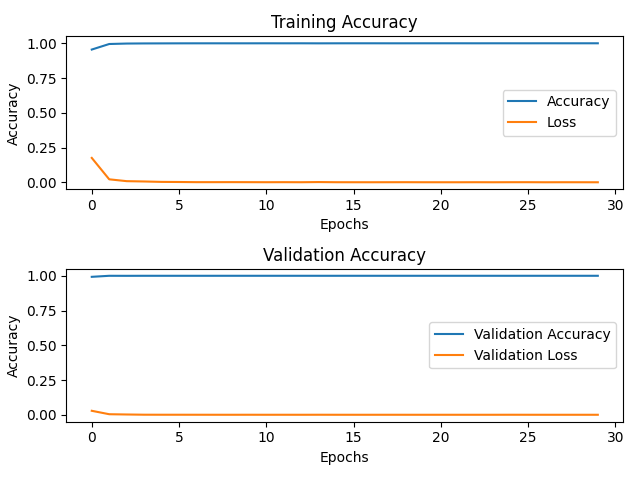 Training Accuracy
1.00
0.75
0.50
0.25
0.00
Accuracy
Accuracy
Loss
0 5 10 15 20 25 30
Epochs
Validation Accuracy
1.00
0.75
0.50
0.25
0.00
Accuracy
Validation Accuracy
Validation Loss
0 5 10 15 20 25 30
Epochs